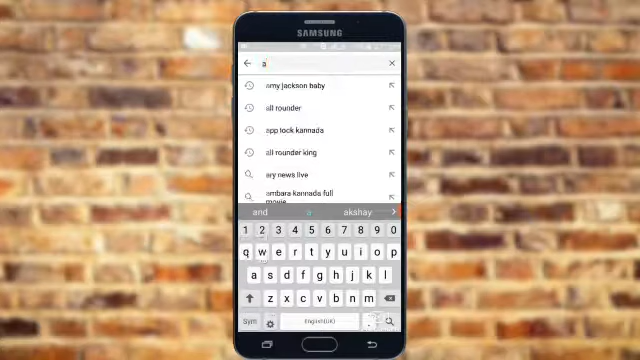 SAMSUNG
a
amy jackson baby
all rounder
app lock kannada
all rounder king
ary news live
ambara kannada full
movie
and a akshay
1 2 3 4 5 6 7 8 9 0
q w e r t y u i o p
a s d f g h j k l
z x c v b n m
Sym English(UK) .